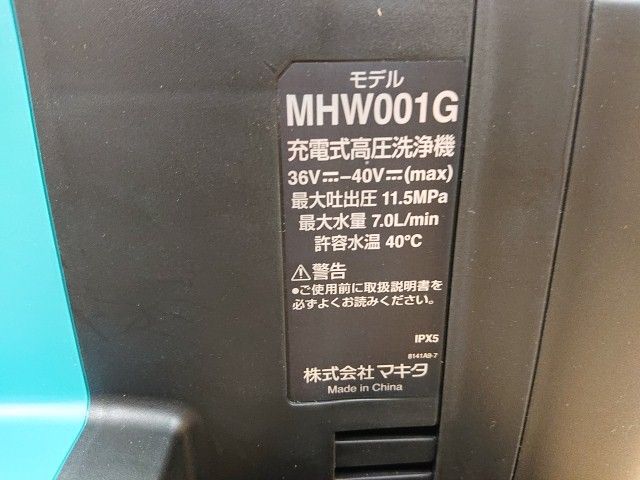 モデル
MHW001G
充電式高圧洗浄機
36V⎓–40V⎓(max)
最大吐出圧 11.5MPa
最大水量 7.0L/min
許容水温 40°C
⚠警告
●ご使用前に取扱説明書を
必ずよくお読みください。
IPX5
8141A9-7
株式会社 マキタ
Made in China